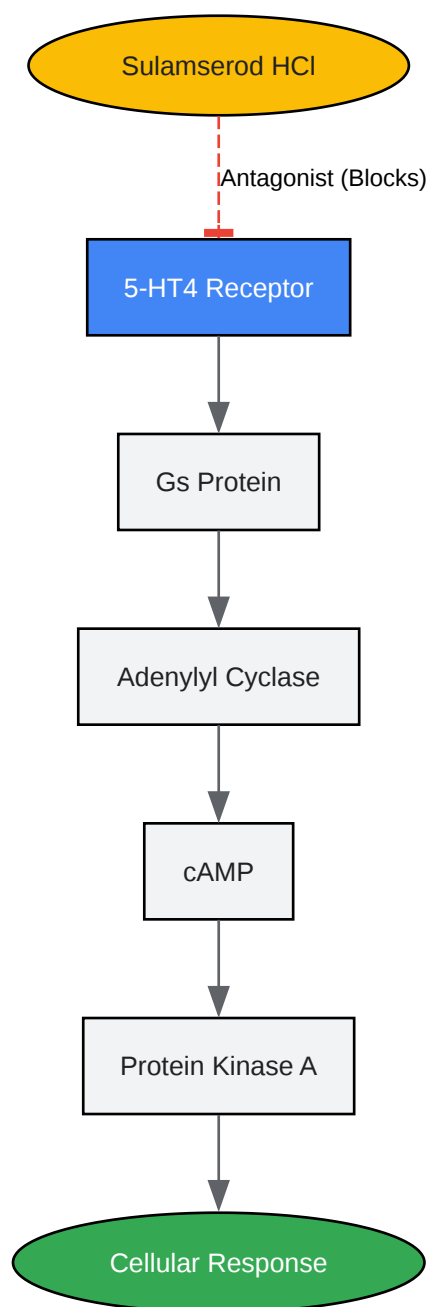 Sulamserod HCl
Antagonist (Blocks)
5-HT4 Receptor
Gs Protein
Adenylyl Cyclase
cAMP
Protein Kinase A
Cellular Response